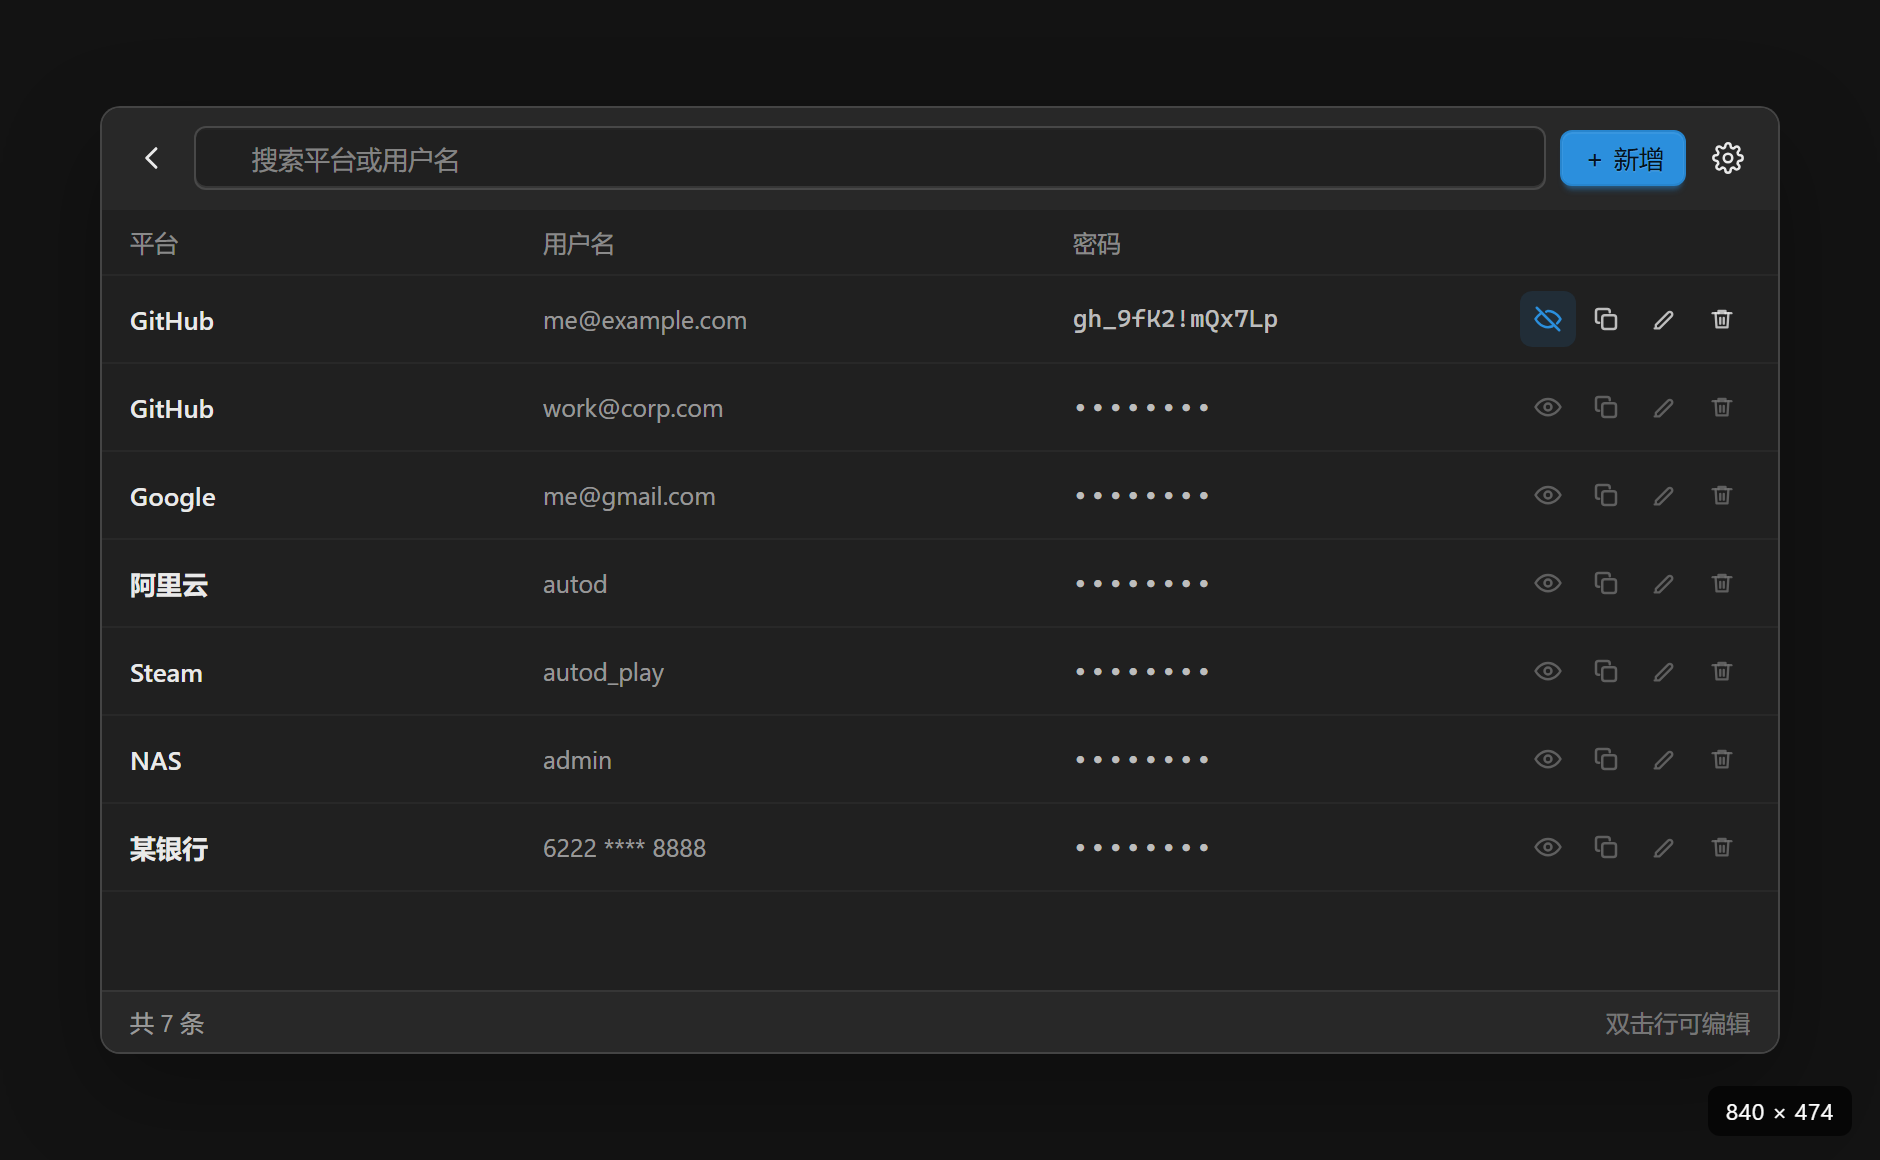 搜索平台或用户名
+ 新增
平台 用户名 密码
GitHub me@example.com gh_9fK2!mQx7Lp
GitHub work@corp.com ••••••••
Google me@gmail.com ••••••••
阿里云 autod ••••••••
Steam autod_play ••••••••
NAS admin ••••••••
某银行 6222 **** 8888 ••••••••
共 7 条 双击行可编辑
840 × 474